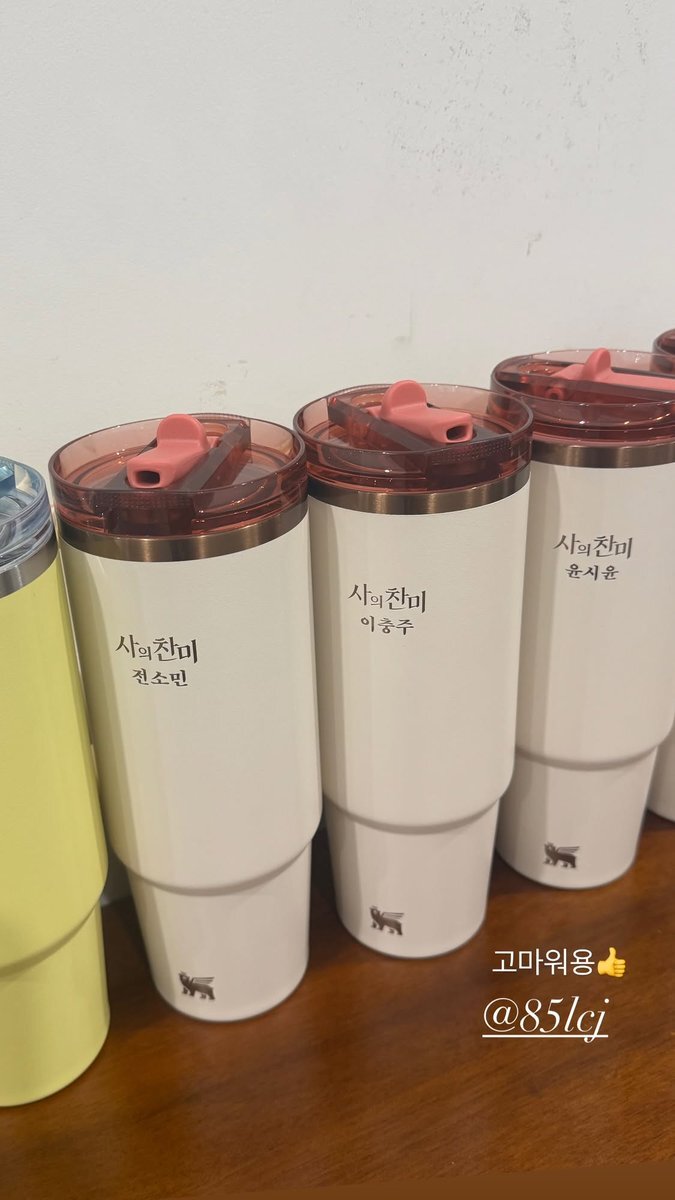 사의찬미
전소민
사의찬미
이충주
사의찬미
윤시윤
고마워용👍
@85lcj